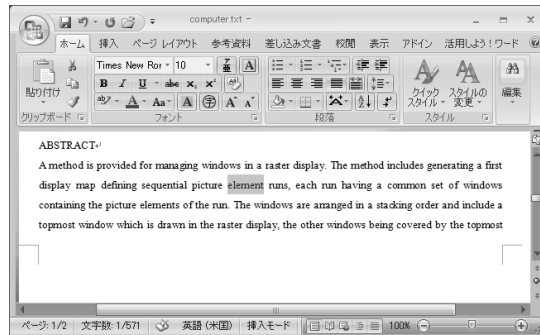 computer.txt -
ホーム 挿入 ページ レイアウト 参考資料 差し込み文書 校閲 表示 アドイン 活用しよう！ワード
Times New Ror 10
貼り付け
クイック スタイル
スタイルの 変更
編集
クリップボード フォント 段落 スタイル
ABSTRACT
A method is provided for managing windows in a raster display. The method includes generating a first
display map defining sequential picture element runs, each run having a common set of windows
containing the picture elements of the run. The windows are arranged in a stacking order and include a
topmost window which is drawn in the raster display, the other windows being covered by the topmost
ページ: 1/2 文字数: 1/571 英語 (米国) 挿入モード 100%